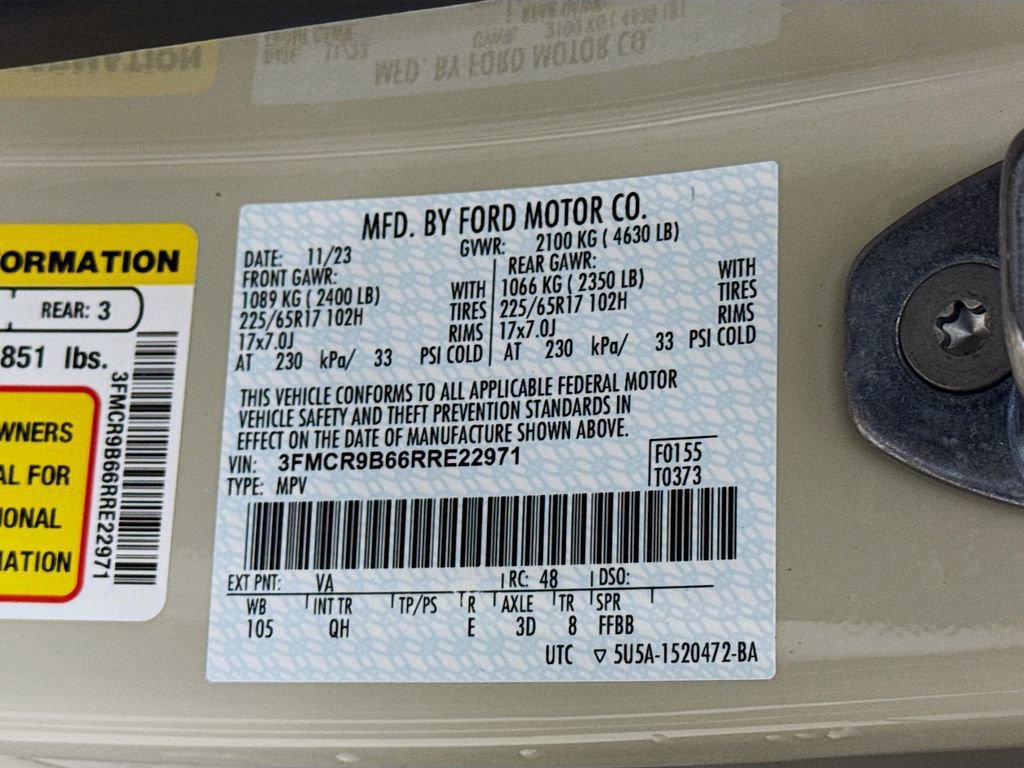 ORMATION
REAR: 3
851 lbs.
WNERS
AL FOR
IONAL
MATION
3FMCR9B66RRE22971
MFD. BY FORD MOTOR CO.
DATE: 11/23 GVWR: 2100 KG ( 4630 LB)
FRONT GAWR: REAR GAWR:
1089 KG ( 2400 LB) WITH 1066 KG ( 2350 LB) WITH
225/65R17 102H TIRES 225/65R17 102H TIRES
17x7.0J RIMS 17x7.0J RIMS
AT 230 kPa/ 33 PSI COLD AT 230 kPa/ 33 PSI COLD
THIS VEHICLE CONFORMS TO ALL APPLICABLE FEDERAL MOTOR
VEHICLE SAFETY AND THEFT PREVENTION STANDARDS IN
EFFECT ON THE DATE OF MANUFACTURE SHOWN ABOVE.
VIN: 3FMCR9B66RRE22971 F0155
TYPE: MPV T0373
EXT PNT: VA RC: 48 DSO:
WB INT TR TP/PS R AXLE TR SPR
105 QH E 3D 8 FFBB
UTC ▽ 5U5A-1520472-BA